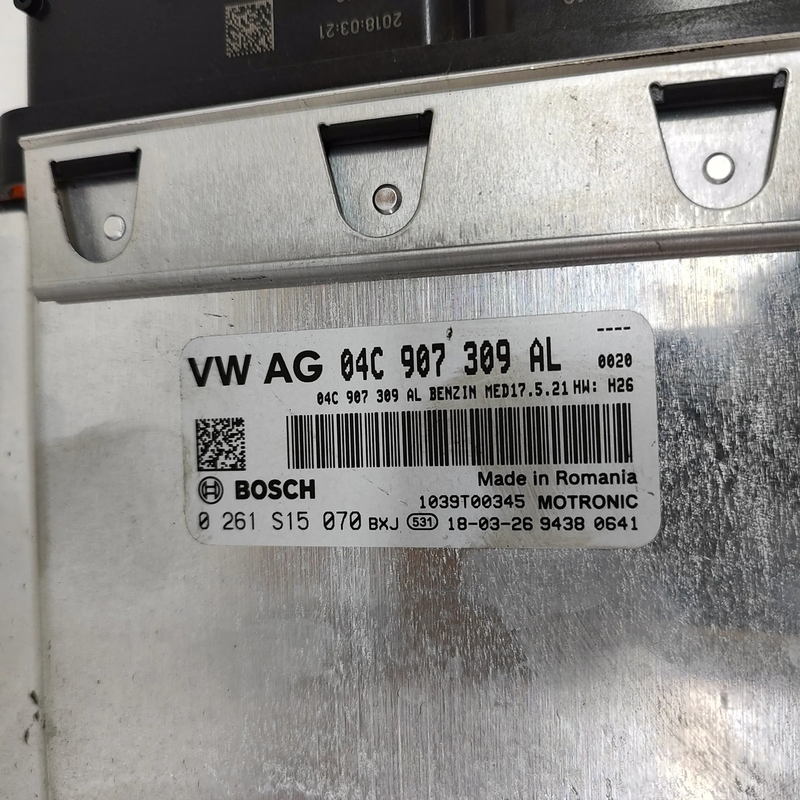 2018:03:21
----
VW AG 04C 907 309 AL 0020
04C 907 309 AL BENZIN MED17.5.21 HW: H26
Made in Romania
BOSCH 1039T00345 MOTRONIC
0 261 S15 070 BXJ 531 18-03-26 9438 0641